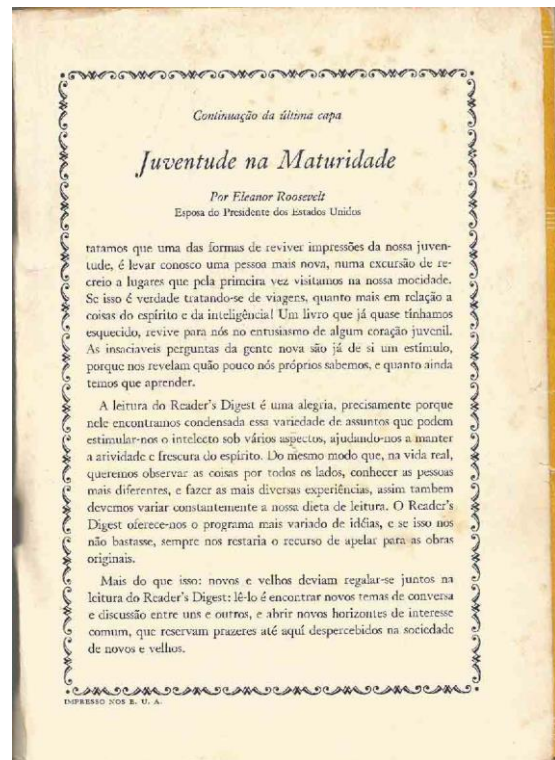 Continuação da última capa
Juventude na Maturidade
Por Eleanor Roosevelt
Esposa do Presidente dos Estados Unidos
tatamos que uma das formas de reviver impressões da nossa juven-
tude, é levar conosco uma pessoa mais nova, numa excursão de re-
creio a lugares que pela primeira vez visitamos na nossa mocidade.
Se isso é verdade tratando-se de viagens, quanto mais em relação a
coisas do espírito e da inteligência! Um livro que já quase tínhamos
esquecido, revive para nós no entusiasmo de algum coração juvenil.
As insaciaveis perguntas da gente nova são já de si um estímulo,
porque nos revelam quão pouco nós próprios sabemos, e quanto ainda
temos que aprender.
A leitura do Reader's Digest é uma alegria, precisamente porque
nele encontramos condensada essa variedade de assuntos que podem
estimular-nos o intelecto sob vários aspectos, ajudando-nos a manter
a atividade e frescura do espírito. Do mesmo modo que, na vida real,
queremos observar as coisas por todos os lados, conhecer as pessoas
mais diferentes, e fazer as mais diversas experiências, assim tambem
devemos variar constantemente a nossa dieta de leitura. O Reader's
Digest oferece-nos o programa mais variado de idéias, e se isso nos
não bastasse, sempre nos restaria o recurso de apelar para as obras
originais.
Mais do que isso: novos e velhos deviam regalar-se juntos na
leitura do Reader's Digest: lê-lo é encontrar novos temas de conversa
e discussão entre uns e outros, e abrir novos horizontes de interesse
comum, que reservam prazeres até aquí despercebidos na sociedade
de novos e velhos.
IMPRESSO NOS E. U. A.